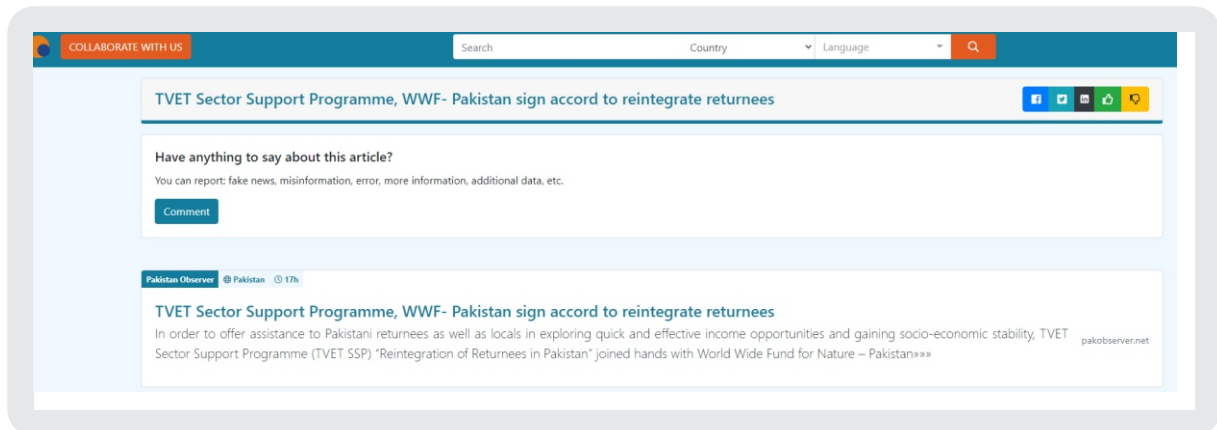 COLLABORATE WITH US
Search
Country
Language
TVET Sector Support Programme, WWF- Pakistan sign accord to reintegrate returnees
Have anything to say about this article?
You can report: fake news, misinformation, error, more information, additional data, etc.
Comment
Pakistan Observer Pakistan 17h
TVET Sector Support Programme, WWF- Pakistan sign accord to reintegrate returnees
In order to offer assistance to Pakistani returnees as well as locals in exploring quick and effective income opportunities and gaining socio-economic stability, TVET
Sector Support Programme (TVET SSP) “Reintegration of Returnees in Pakistan” joined hands with World Wide Fund for Nature – Pakistan»»»
pakobserver.net